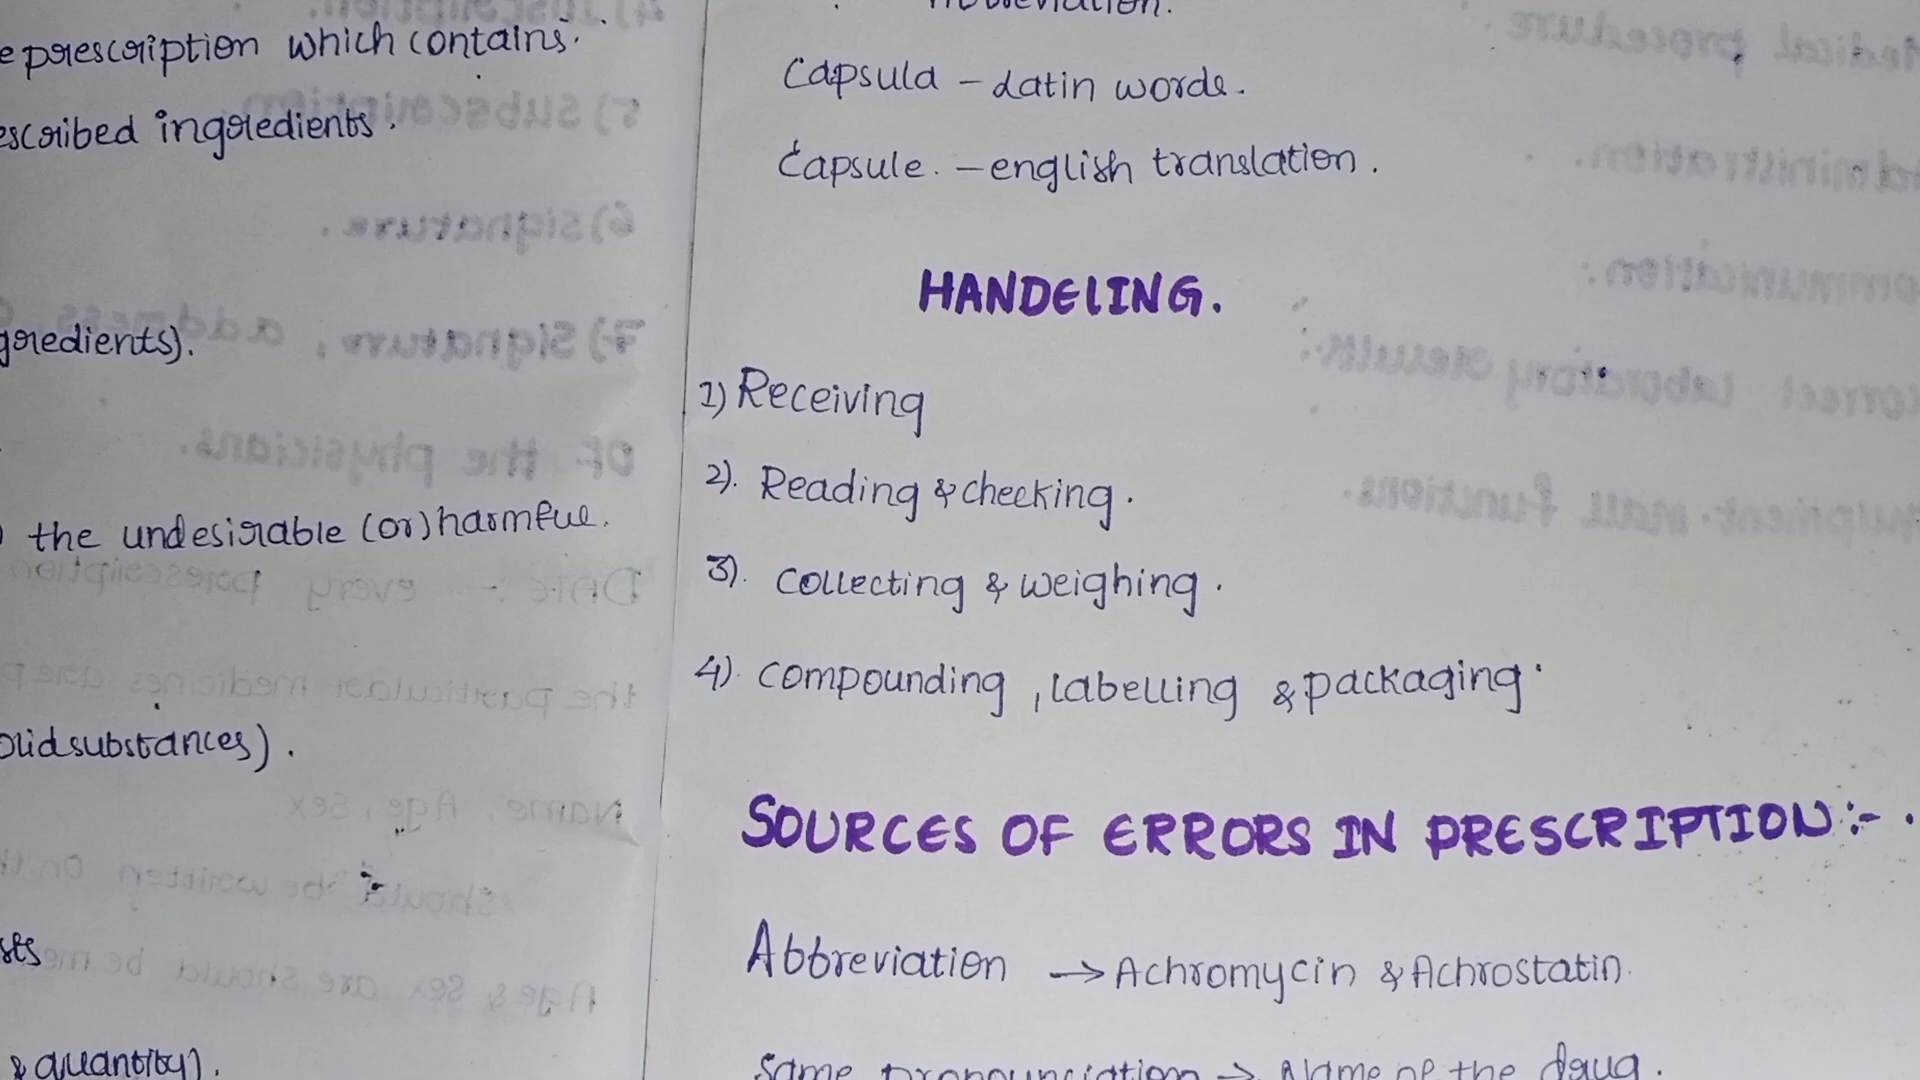 e prescription which contains.
escribed ingredients.
gredients).
the undesirable (or) harmful.
olid substances).
sts
& quantity).
Abbreviation.
Capsula - Latin words.
Capsule. - english translation.
HANDELING.
1) Receiving
2). Reading & checking.
3). collecting & weighing.
4). compounding, labelling & packaging.
SOURCES OF ERRORS IN PRESCRIPTION:-.
Abbreviation → Achromycin & Achrostatin.
Same pronounciation → Name of the drug.